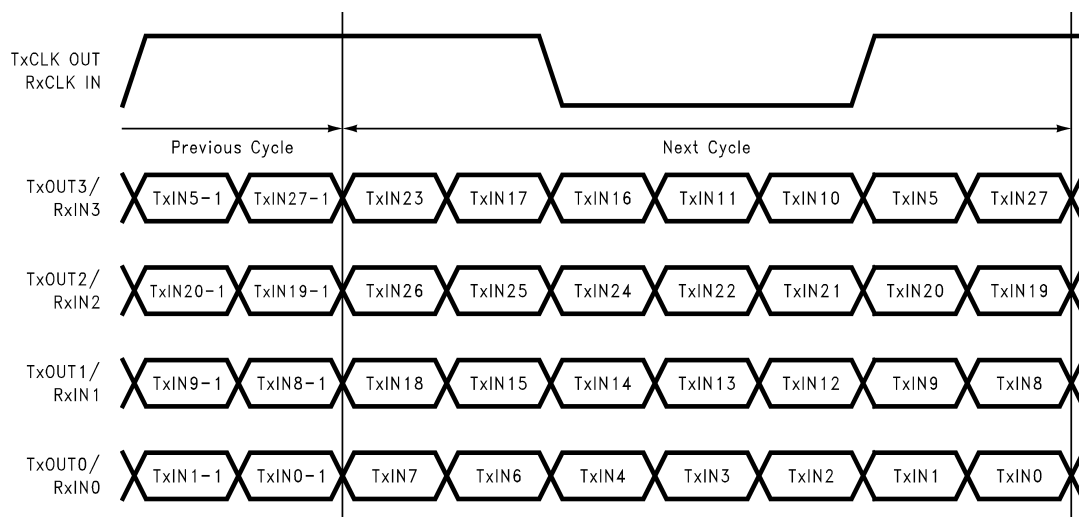 TxCLK OUT
RxCLK IN
Previous Cycle
Next Cycle
TxOUT3/
RxIN3
TxIN5-1 TxIN27-1 TxIN23 TxIN17 TxIN16 TxIN11 TxIN10 TxIN5 TxIN27
TxOUT2/
RxIN2
TxIN20-1 TxIN19-1 TxIN26 TxIN25 TxIN24 TxIN22 TxIN21 TxIN20 TxIN19
TxOUT1/
RxIN1
TxIN9-1 TxIN8-1 TxIN18 TxIN15 TxIN14 TxIN13 TxIN12 TxIN9 TxIN8
TxOUT0/
RxIN0
TxIN1-1 TxIN0-1 TxIN7 TxIN6 TxIN4 TxIN3 TxIN2 TxIN1 TxIN0